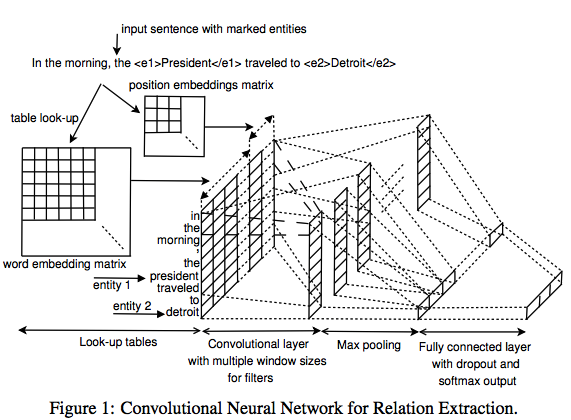 input sentence with marked entities
In the morning, the <e1>President</e1> traveled to <e2>Detroit</e2>
position embeddings matrix
table look-up
word embedding matrix
in
the
morning
,
the
president
traveled
to
detroit
entity 1
entity 2
Look-up tables
Convolutional layer
with multiple window sizes
for filters
Max pooling
Fully connected layer
with dropout and
softmax output
Figure 1: Convolutional Neural Network for Relation Extraction.